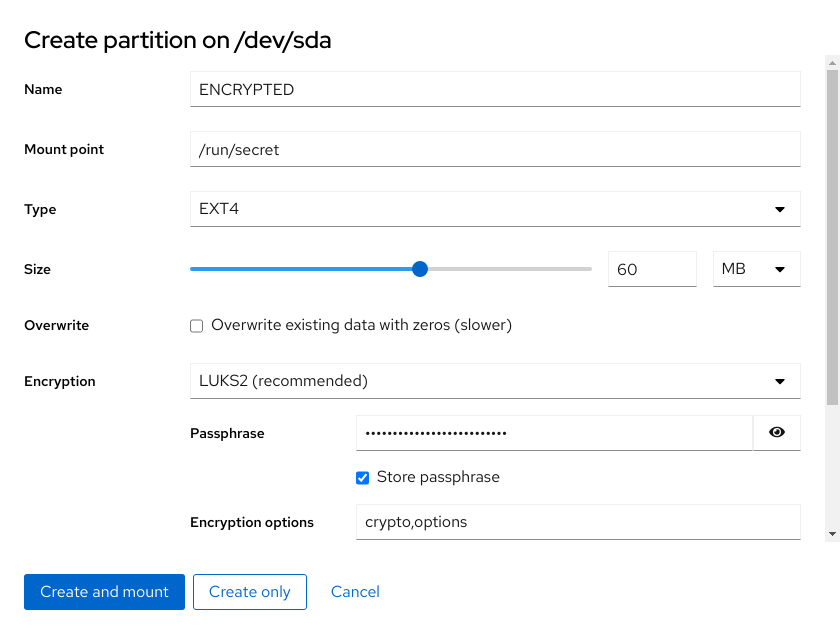 Create partition on /dev/sda
Name ENCRYPTED
Mount point /run/secret
Type EXT4
Size 60 MB
Overwrite Overwrite existing data with zeros (slower)
Encryption LUKS2 (recommended)
Passphrase ••••••••••••••••••••••••••
Store passphrase
Encryption options crypto,options
Create and mount Create only Cancel